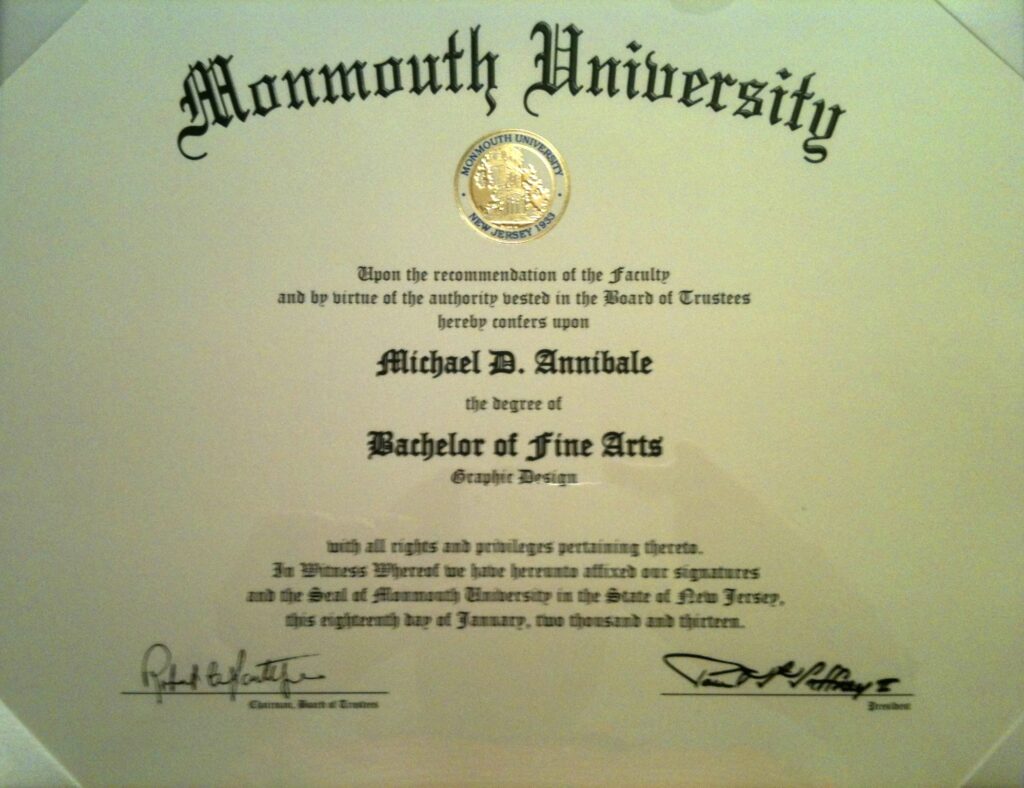 Monmouth University
MONMOUTH UNIVERSITY
NEW JERSEY 1933
Upon the recommendation of the Faculty
and by virtue of the authority vested in the Board of Trustees
hereby confers upon
Michael D. Annibale
the degree of
Bachelor of Fine Arts
Graphic Design
with all rights and privileges pertaining thereto.
In Witness Whereof we have hereunto affixed our signatures
and the Seal of Monmouth University in the State of New Jersey,
this eighteenth day of January, two thousand and thirteen.
Chairman, Board of Trustees
President